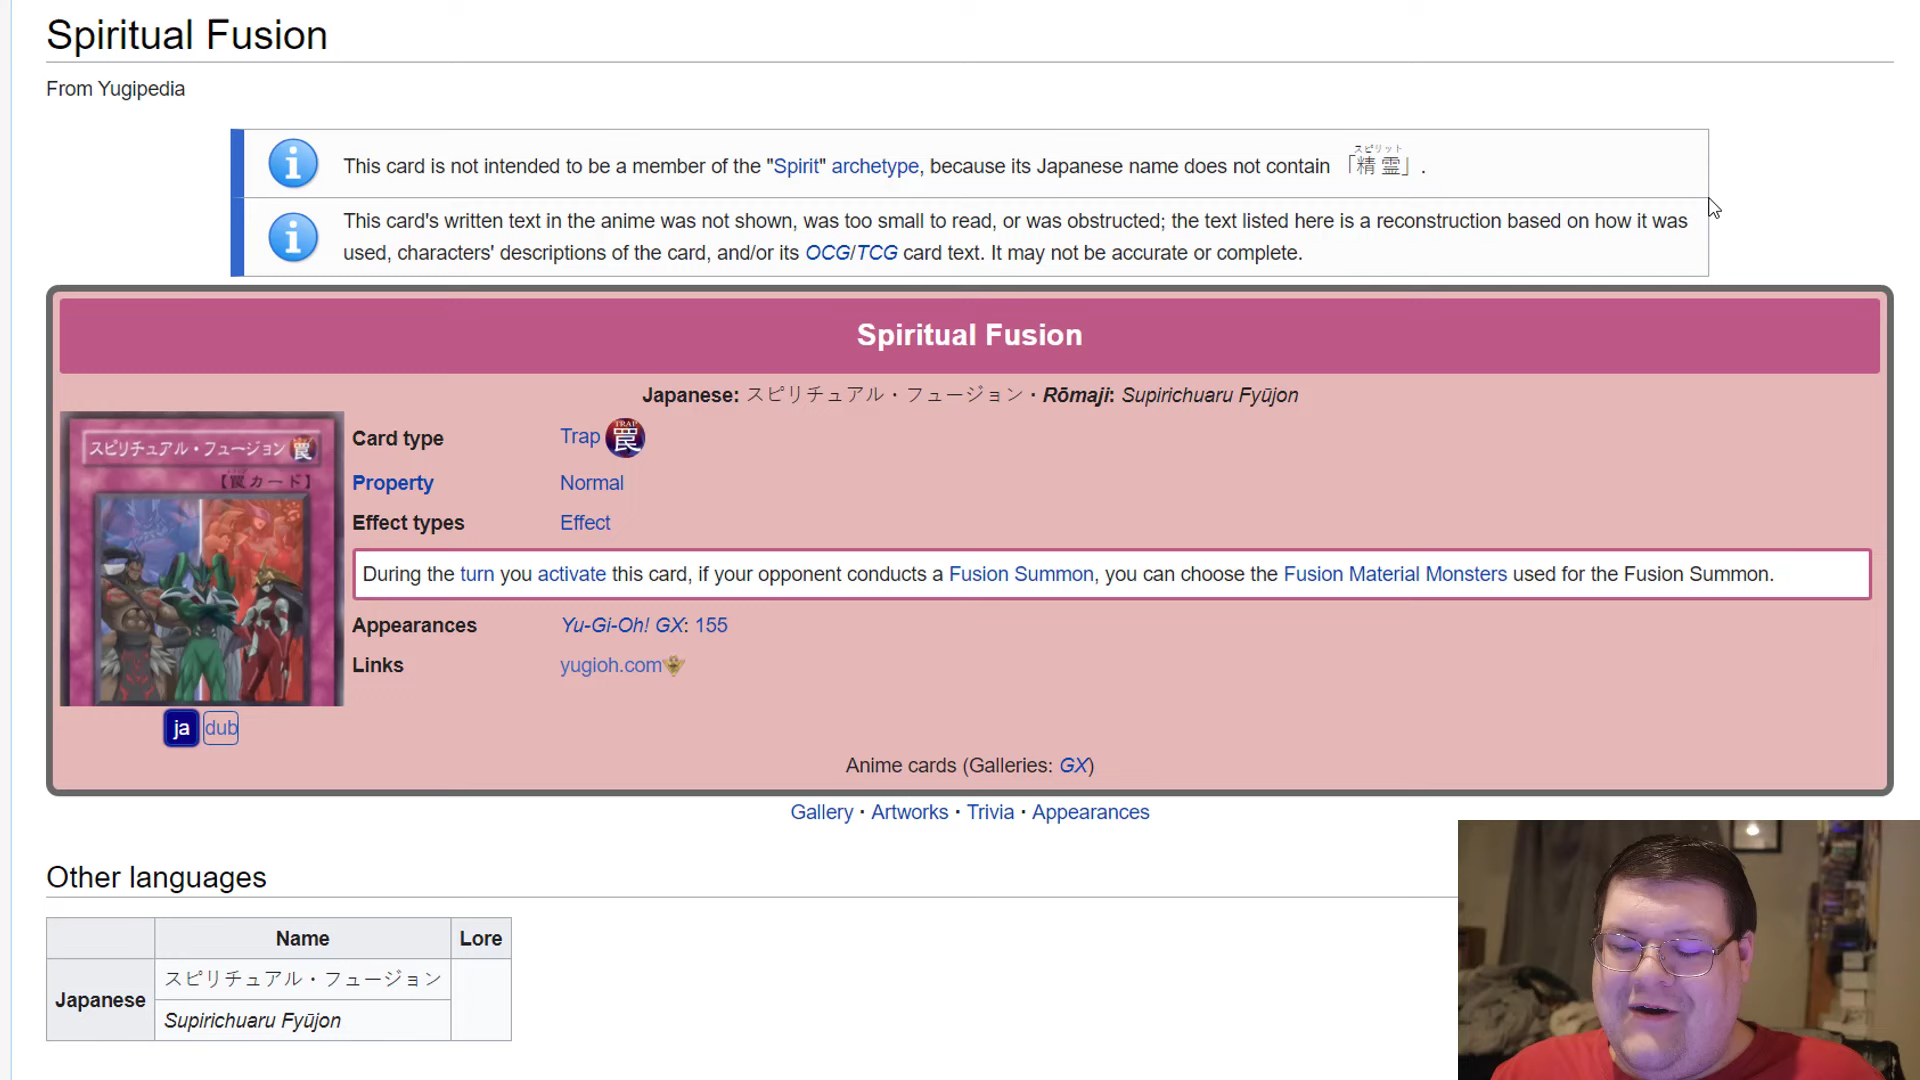 Spiritual Fusion
From Yugipedia
This card is not intended to be a member of the "Spirit" archetype, because its Japanese name does not contain 「精霊」.
スピリット
This card's written text in the anime was not shown, was too small to read, or was obstructed; the text listed here is a reconstruction based on how it was
used, characters' descriptions of the card, and/or its OCG/TCG card text. It may not be accurate or complete.
Spiritual Fusion
Japanese: スピリチュアル・フュージョン · Rōmaji: Supirichuaru Fyūjon
スピリチュアル・フュージョン 罠
【罠カード】
Card type Trap TRAP 罠
Property Normal
Effect types Effect
During the turn you activate this card, if your opponent conducts a Fusion Summon, you can choose the Fusion Material Monsters used for the Fusion Summon.
Appearances Yu-Gi-Oh! GX: 155
Links yugioh.com
ja dub
Anime cards (Galleries: GX)
Gallery · Artworks · Trivia · Appearances
Other languages
Name Lore
Japanese スピリチュアル・フュージョン
Supirichuaru Fyūjon